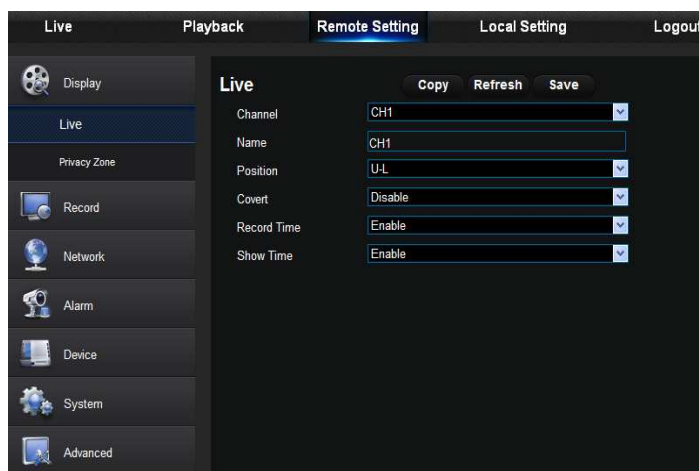 Live Playback Remote Setting Local Setting Logout
Display
Live
Privacy Zone
Record
Network
Alarm
Device
System
Advanced
Live Copy Refresh Save
Channel CH1
Name CH1
Position U-L
Covert Disable
Record Time Enable
Show Time Enable